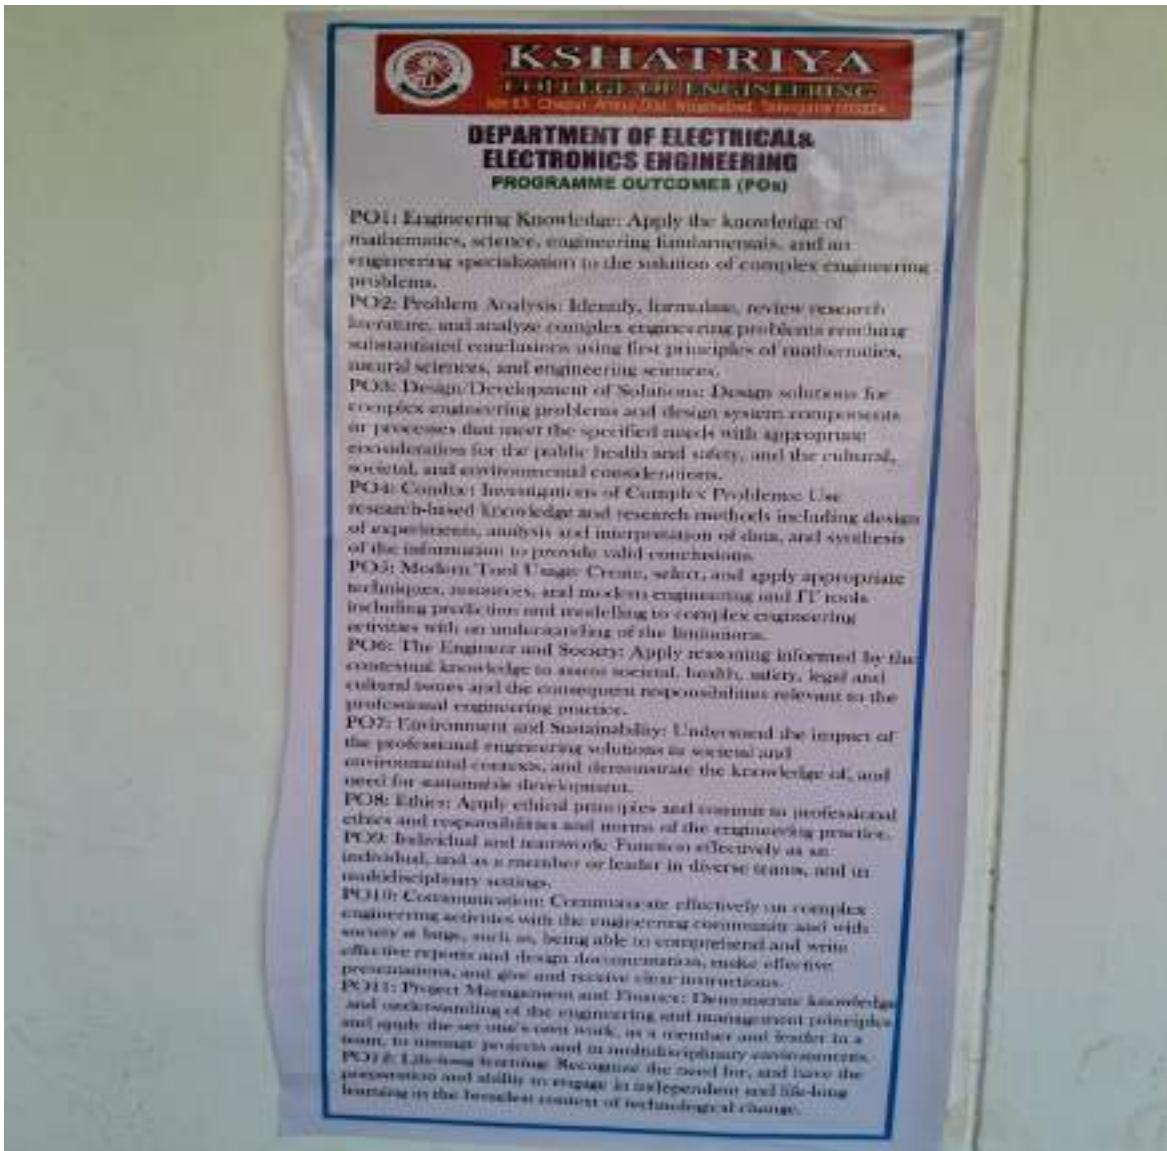 KSHATRIYA
COLLEGE OF ENGINEERING
NH 63, Chepur, Armur, Dist. Nizamabad, Telangana
DEPARTMENT OF ELECTRICAL&
ELECTRONICS ENGINEERING
PROGRAMME OUTCOMES (POs)
PO1: Engineering Knowledge: Apply the knowledge of
mathematics, science, engineering fundamentals, and an
engineering specialization to the solution of complex engineering
problems.
PO2: Problem Analysis: Identify, formulate, review research
literature, and analyze complex engineering problems reaching
substantiated conclusions using first principles of mathematics,
natural sciences, and engineering sciences.
PO3: Design/Development of Solutions: Design solutions for
complex engineering problems and design system components
or processes that meet the specified needs with appropriate
consideration for the public health and safety, and the cultural,
societal, and environmental considerations.
PO4: Conduct Investigations of Complex Problems: Use
research-based knowledge and research methods including design
of experiments, analysis and interpretation of data, and synthesis
of the information to provide valid conclusions.
PO5: Modern Tool Usage: Create, select, and apply appropriate
techniques, resources, and modern engineering and IT tools
including prediction and modelling to complex engineering
activities with an understanding of the limitations.
PO6: The Engineer and Society: Apply reasoning informed by the
contextual knowledge to assess societal, health, safety, legal and
cultural issues and the consequent responsibilities relevant to the
professional engineering practice.
PO7: Environment and Sustainability: Understand the impact of
the professional engineering solutions in societal and
environmental contexts, and demonstrate the knowledge of, and
need for sustainable development.
PO8: Ethics: Apply ethical principles and commit to professional
ethics and responsibilities and norms of the engineering practice.
PO9: Individual and teamwork: Function effectively as an
individual, and as a member or leader in diverse teams, and in
multidisciplinary settings.
PO10: Communication: Communicate effectively on complex
engineering activities with the engineering community and with
society at large, such as, being able to comprehend and write
effective reports and design documentation, make effective
presentations, and give and receive clear instructions.
PO11: Project Management and Finance: Demonstrate knowledge
and understanding of the engineering and management principles
and apply the set one's own work, as a member and leader in a
team, to manage projects and in multidisciplinary environments.
PO12: Life-long learning: Recognize the need for, and have the
preparation and ability to engage in independent and life-long
learning in the broadest context of technological change.